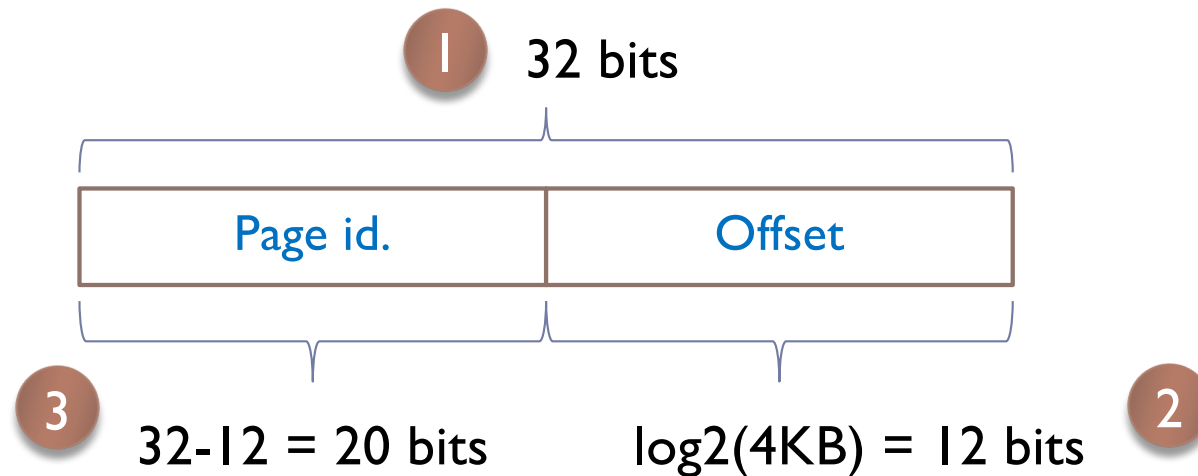 1 32 bits
Page id. Offset
3 32-12 = 20 bits log2(4KB) = 12 bits 2